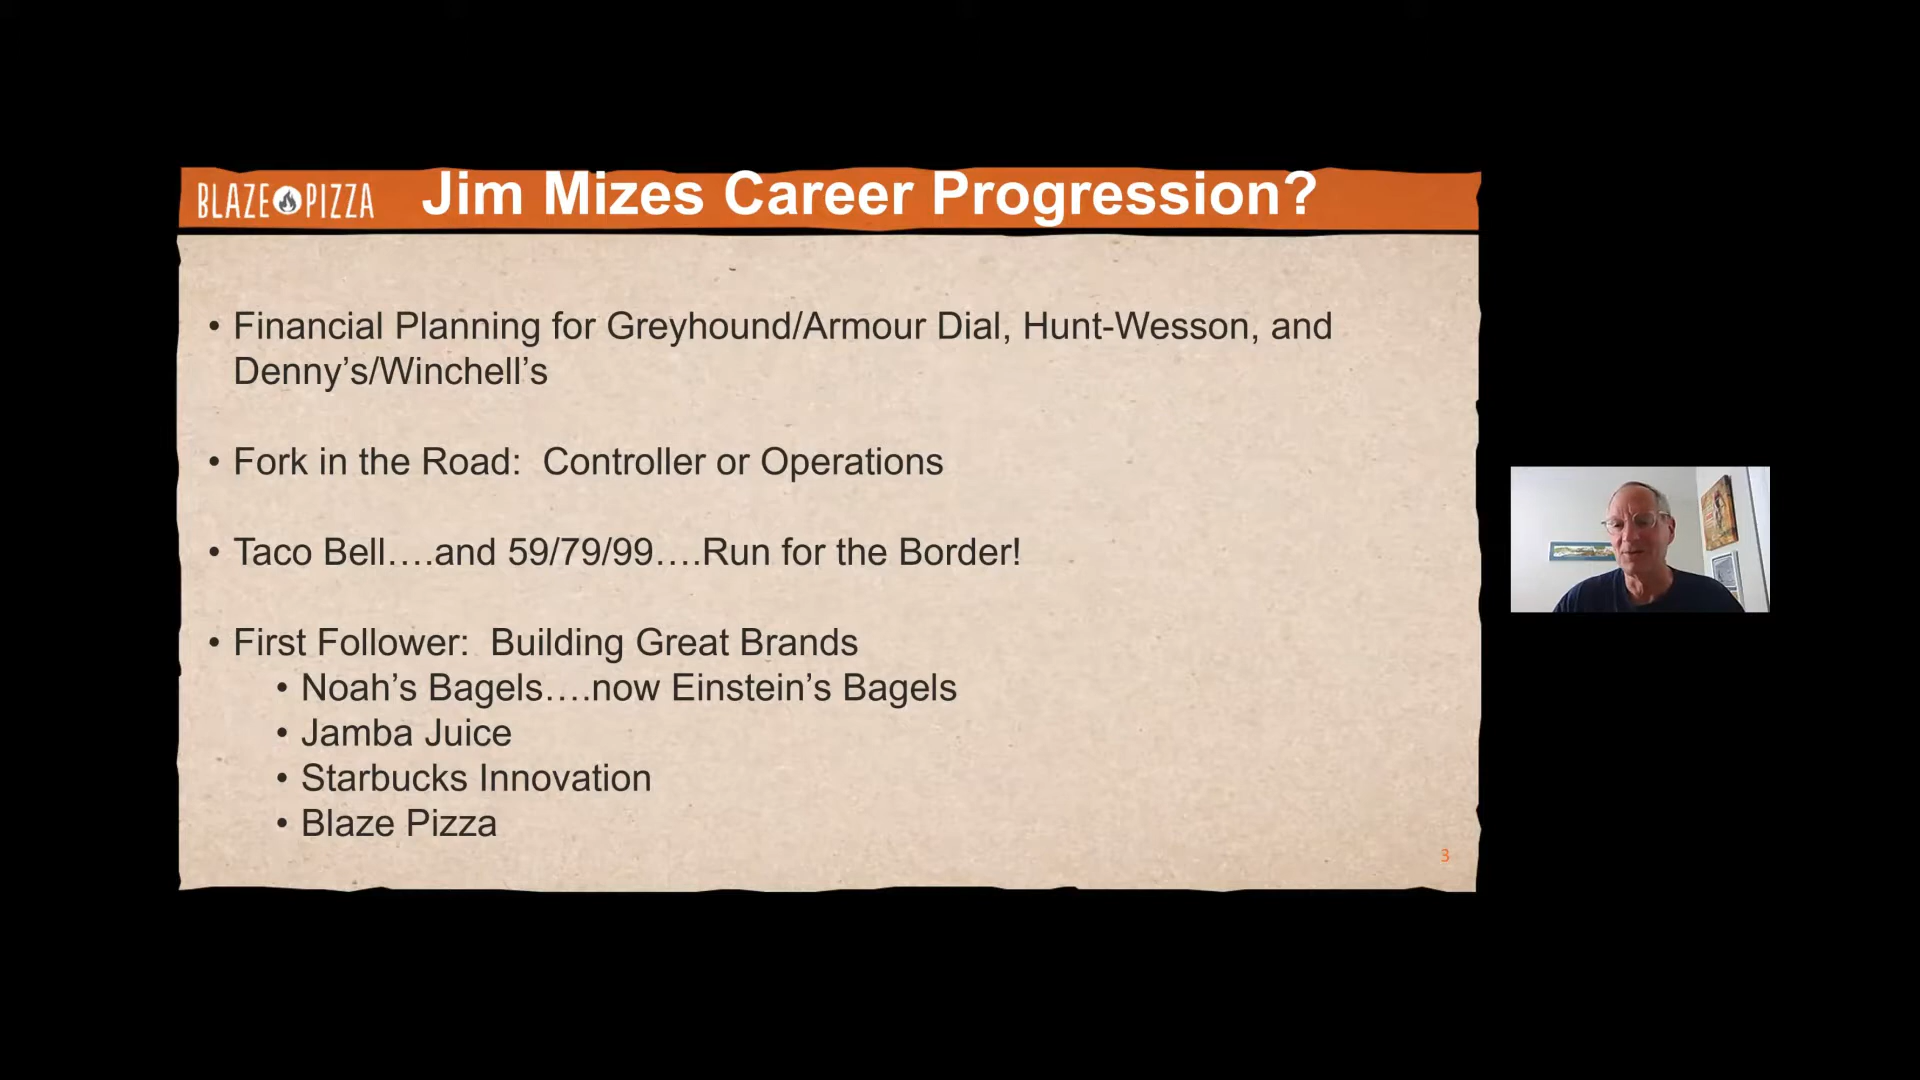 BLAZE PIZZA
Jim Mizes Career Progression?
• Financial Planning for Greyhound/Armour Dial, Hunt-Wesson, and
Denny’s/Winchell’s
• Fork in the Road:  Controller or Operations
• Taco Bell….and 59/79/99….Run for the Border!
• First Follower:  Building Great Brands
• Noah’s Bagels….now Einstein’s Bagels
• Jamba Juice
• Starbucks Innovation
• Blaze Pizza
3